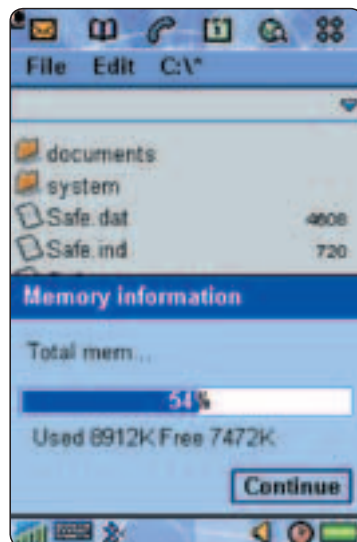 File Edit C:\*
documents
system
Safe.dat 4608
Safe.ind 720
Memory information
Total mem...
54%
Used 8912K Free 7472K
Continue